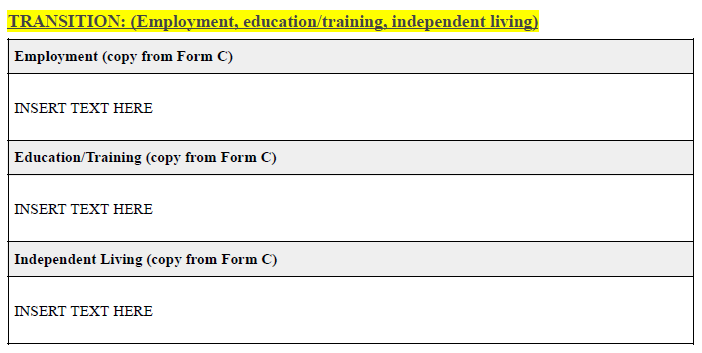 TRANSITION: (Employment, education/training, independent living)
Employment (copy from Form C)
INSERT TEXT HERE
Education/Training (copy from Form C)
INSERT TEXT HERE
Independent Living (copy from Form C)
INSERT TEXT HERE